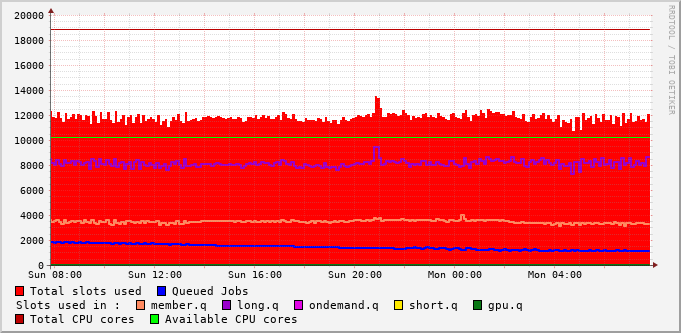 20000
18000
16000
14000
12000
10000
8000
6000
4000
2000
0
Sun 08:00 Sun 12:00 Sun 16:00 Sun 20:00 Mon 00:00 Mon 04:00
Total slots used Queued Jobs
Slots used in : member.q long.q ondemand.q short.q gpu.q
Total CPU cores Available CPU cores
RRDTOOL / TOBI OETIKER